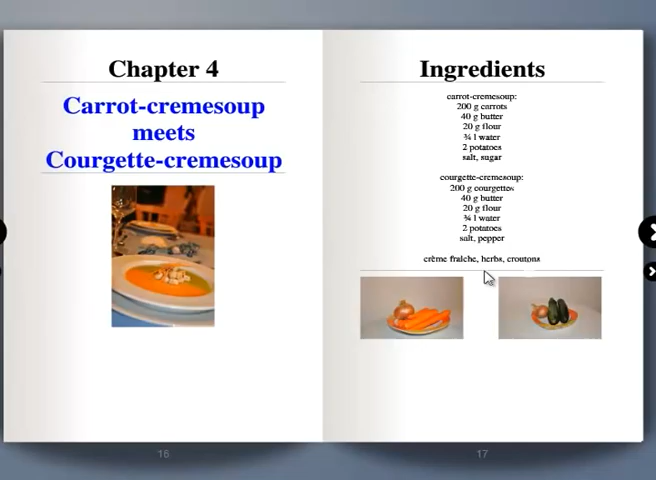 Chapter 4
Carrot-cremesoup
meets
Courgette-cremesoup
16
Ingredients
carrot-cremesoup:
200 g carrots
40 g butter
20 g flour
¾ l water
2 potatoes
salt, sugar
courgette-cremesoup:
200 g courgettes
40 g butter
20 g flour
¾ l water
2 potatoes
salt, pepper
crème fraîche, herbs, croutons
17